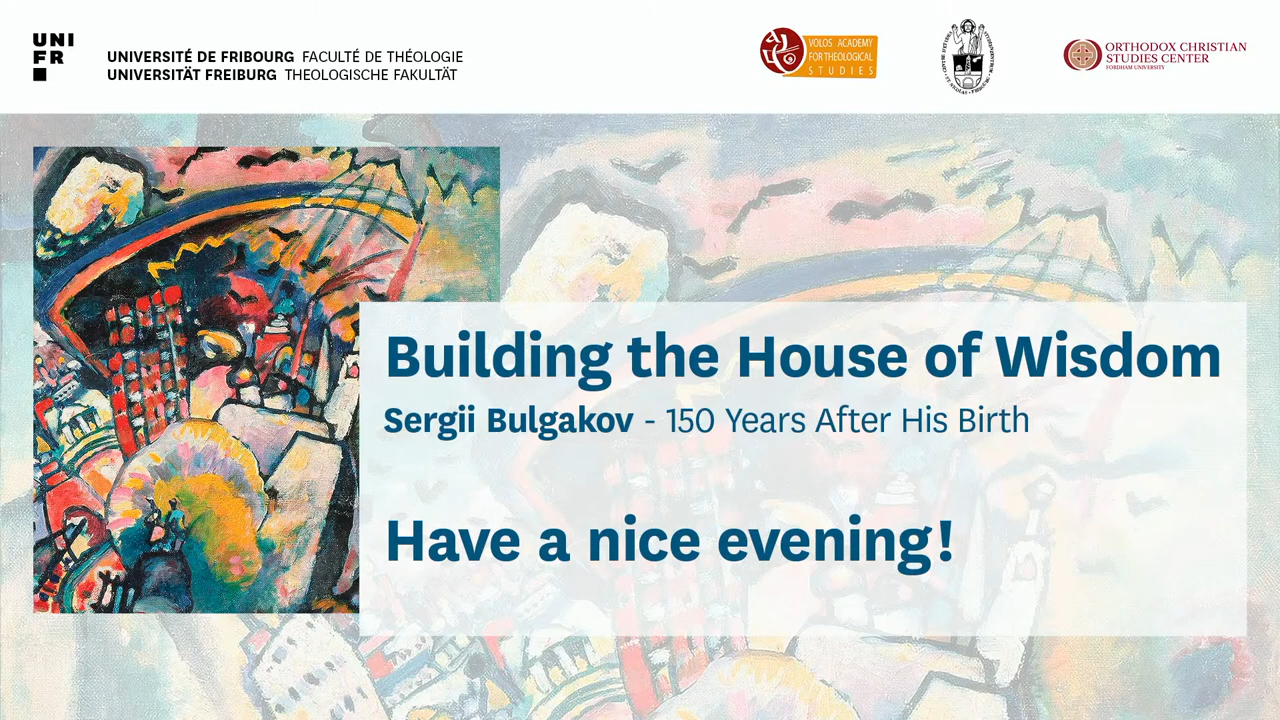 UNI
FR
UNIVERSITÉ DE FRIBOURG FACULTÉ DE THÉOLOGIE
UNIVERSITÄT FREIBURG THEOLOGISCHE FAKULTÄT
VOLOS ACADEMY
FOR THEOLOGICAL
STUDIES
ORTHODOX CHRISTIAN
STUDIES CENTER
FORDHAM UNIVERSITY
Building the House of Wisdom
Sergii Bulgakov - 150 Years After His Birth
Have a nice evening!